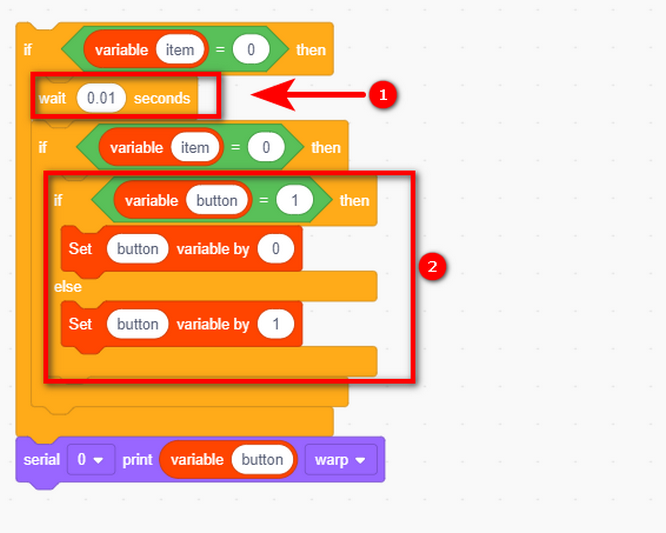 if variable item = 0 then
wait 0.01 seconds 1
if variable item = 0 then
if variable button = 1 then
Set button variable by 0
2
else
Set button variable by 1
serial 0 print variable button warp